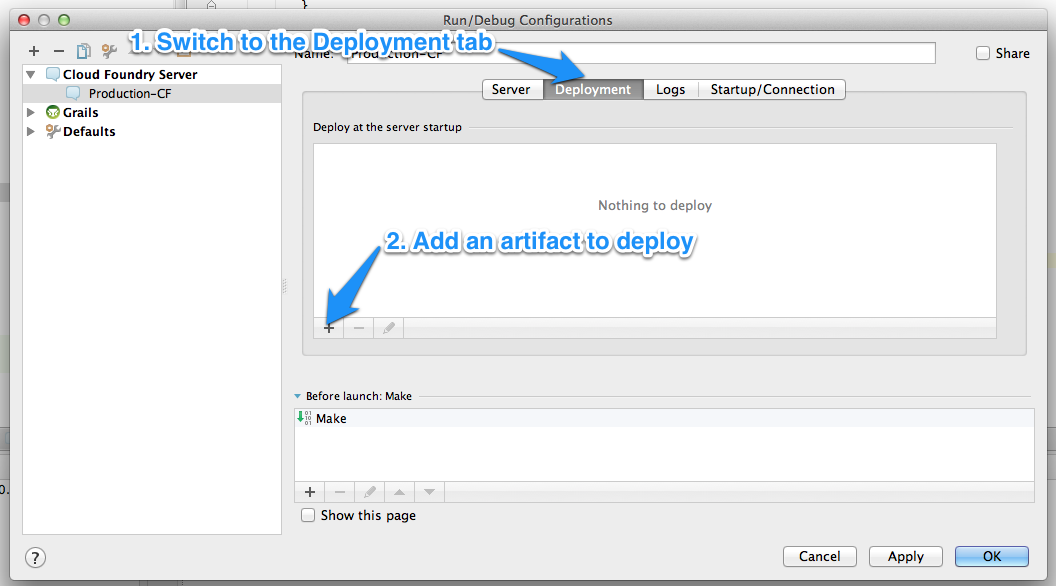 Run/Debug Configurations
1. Switch to the Deployment tab
Name: Production-CF
Share
Cloud Foundry Server
Production-CF
Grails
Defaults
Server Deployment Logs Startup/Connection
Deploy at the server startup
Nothing to deploy
2. Add an artifact to deploy
Before launch: Make
Make
Show this page
?
Cancel Apply OK